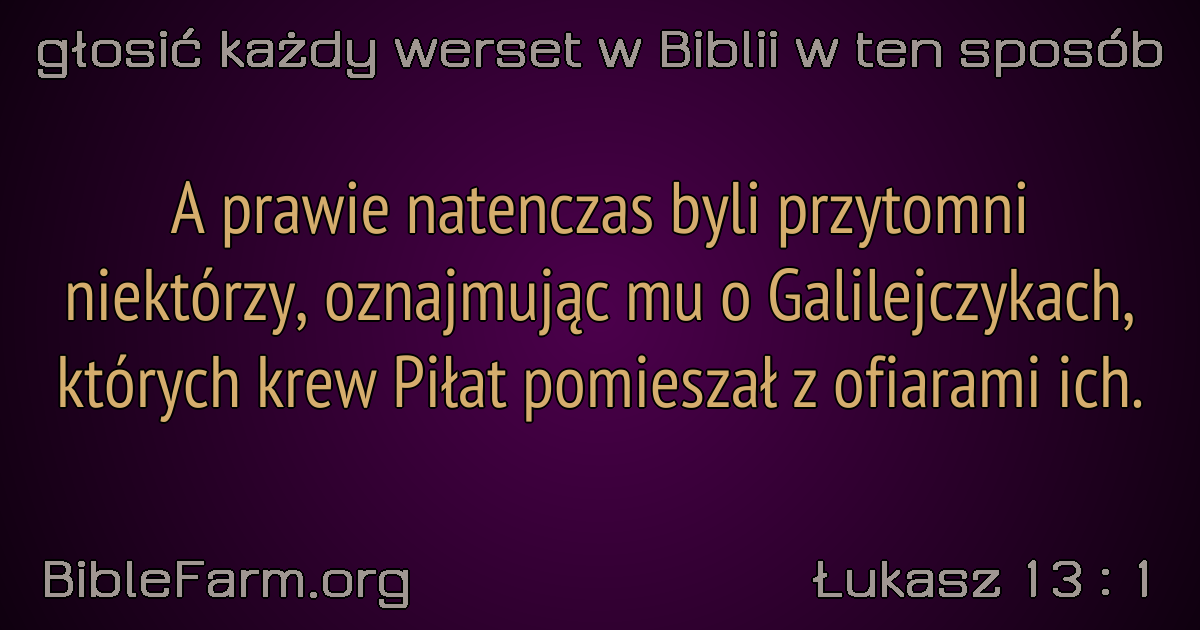 głosić każdy werset w Biblii w ten sposób
A prawie natenczas byli przytomni
niektórzy, oznajmując mu o Galilejczykach,
których krew Piłat pomieszał z ofiarami ich.
BibleFarm.org
Łukasz 13 : 1